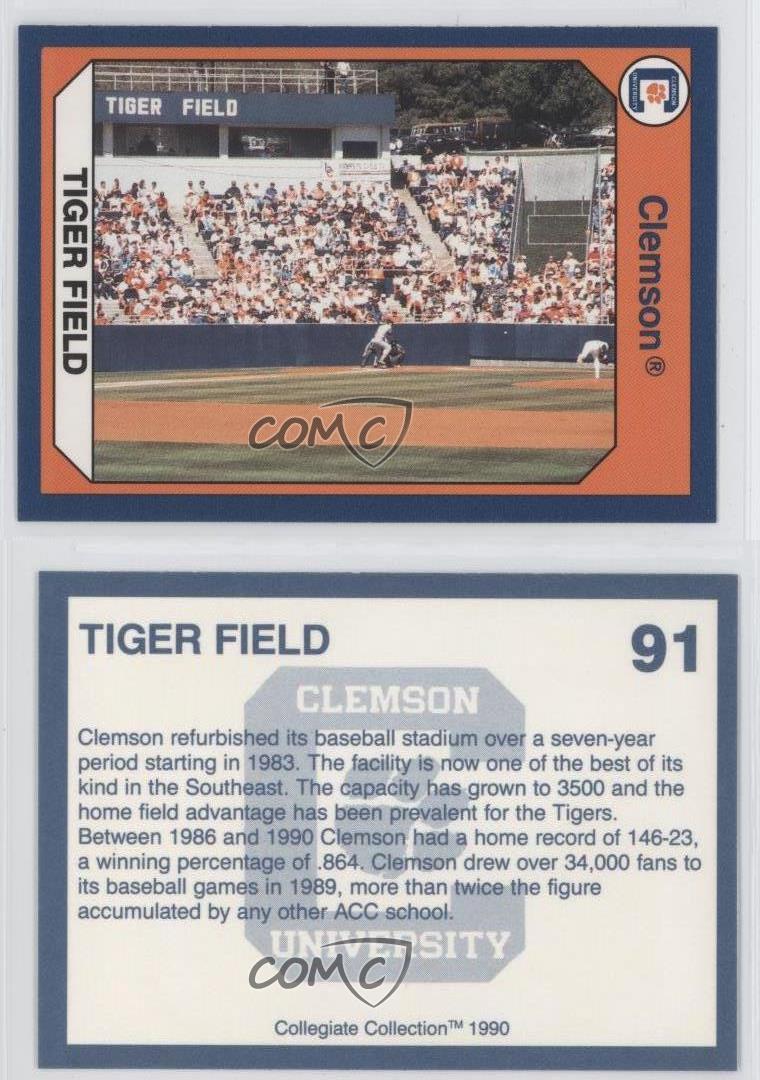 TIGER FIELD
TIGER FIELD
Clemson®
CLEMSON
UNIVERSITY
COMC
TIGER FIELD
91
CLEMSON
Clemson refurbished its baseball stadium over a seven-year
period starting in 1983. The facility is now one of the best of its
kind in the Southeast. The capacity has grown to 3500 and the
home field advantage has been prevalent for the Tigers.
Between 1986 and 1990 Clemson had a home record of 146-23,
a winning percentage of .864. Clemson drew over 34,000 fans to
its baseball games in 1989, more than twice the figure
accumulated by any other ACC school.
UNIVERSITY
COMC
Collegiate Collection™ 1990